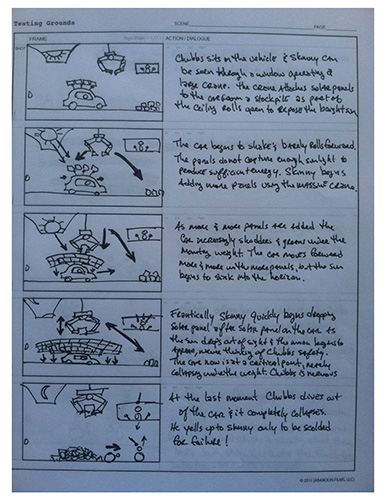 Testing Grounds
SCENE
PAGE
SHOT
FRAME
ACTION / DIALOGUE
Chubbs sits in the vehicle & Skinny can
be seen through a window operating a
large crane. The crane attaches solar panels
to the car from a stockpile as part of
the ceiling rolls open to expose the bright sun
The car begins to shake & barely rolls forward.
The panels do not capture enough sunlight to
produce sufficient energy. Skinny begins
adding more panels using the massive crane.
As more & more panels are added the
car increasingly shudders & groans under the
mounting weight. The car moves forward
more & more with more panels, but the sun
begins to sink into the horizon.
Frantically Skinny quickly begins dropping
solar panel after solar panel on the car as
the sun drops out of sight & the moon begins to
appear, never thinking of Chubbs safety.
The car now is at a critical point, nearly
collapsing under the weight. Chubbs is nervous
At the last moment Chubbs dives out
of the car & it completely collapses.
He yells up to Skinny only to be scolded
for failure!